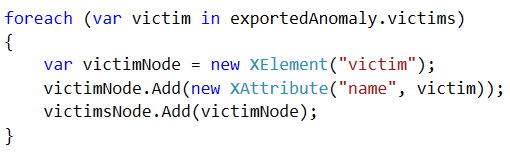 foreach (var victim in exportedAnomaly.victims)
{
    var victimNode = new XElement("victim");
    victimNode.Add(new XAttribute("name", victim));
    victimsNode.Add(victimNode);
}